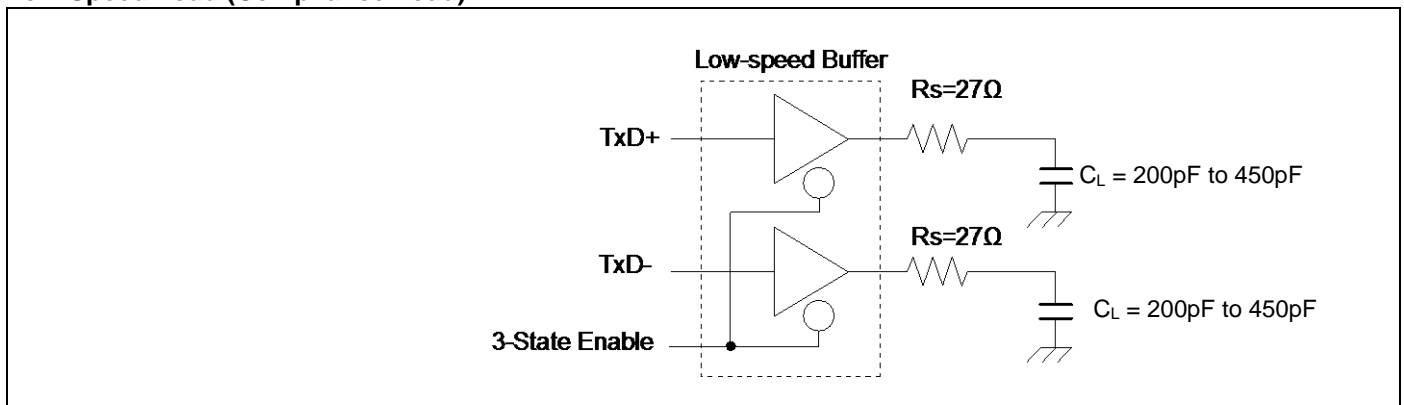 Low-speed Buffer
Rs=27Ω
TxD+
CL = 200pF to 450pF
Rs=27Ω
TxD-
CL = 200pF to 450pF
3-State Enable